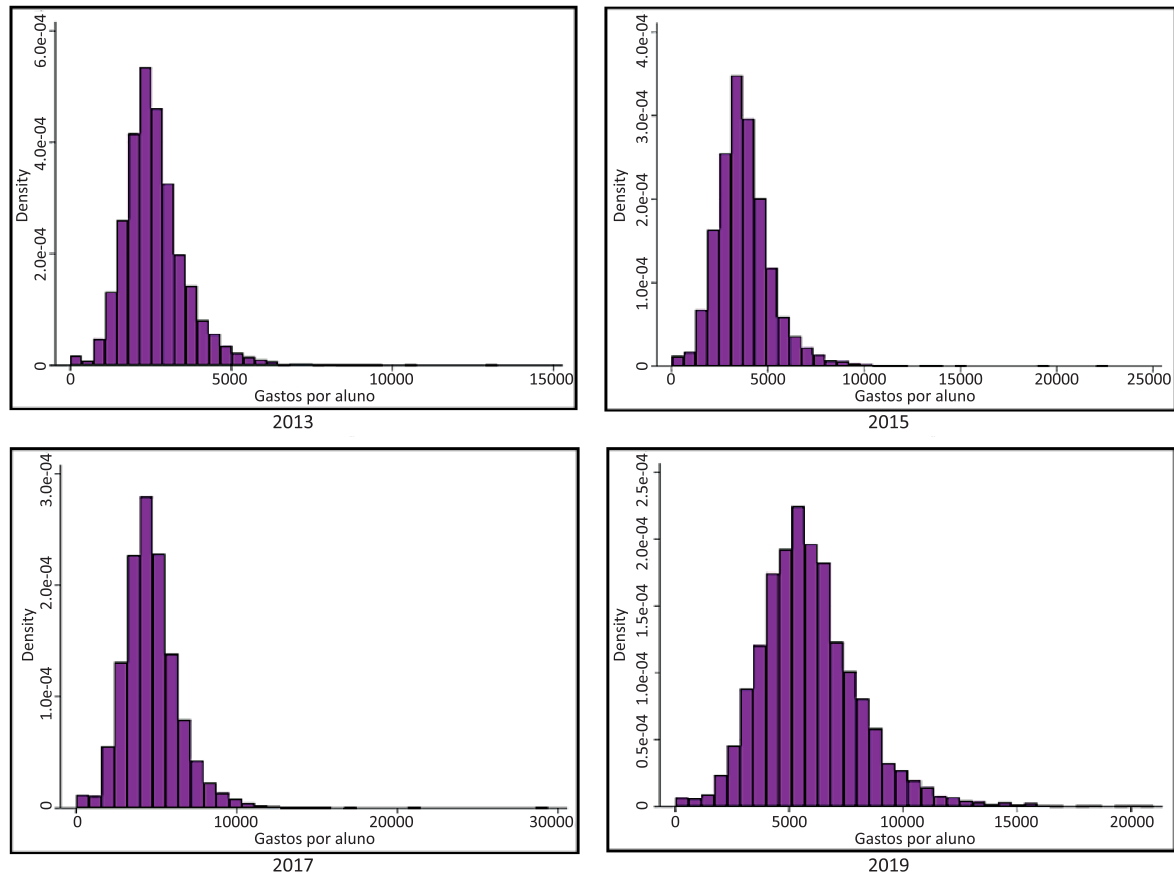 6.0e-04
4.0e-04
2.0e-04
0
Density
0 5000 10000 15000
Gastos por aluno
2013
4.0e-04
3.0e-04
2.0e-04
1.0e-04
0
Density
0 5000 10000 15000 20000 25000
Gastos por aluno
2015
3.0e-04
2.0e-04
1.0e-04
0
Density
0 10000 20000 30000
Gastos por aluno
2017
2.5e-04
2.0e-04
1.5e-04
1.0e-04
0.5e-04
0
Density
0 5000 10000 15000 20000
Gastos por aluno
2019